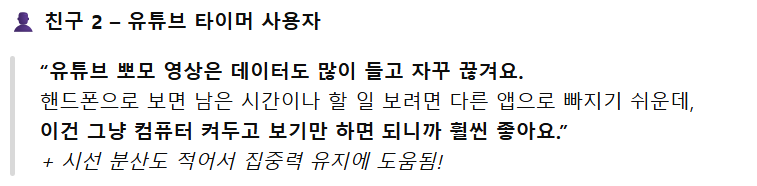 👤 친구 2 – 유튜브 타이머 사용자
“유튜브 뽀모 영상은 데이터도 많이 들고 자꾸 끊겨요.
핸드폰으로 보면 남은 시간이나 할 일 보려면 다른 앱으로 빠지기 쉬운데,
이건 그냥 컴퓨터 켜두고 보기만 하면 되니까 훨씬 좋아요.”
+ 시선 분산도 적어서 집중력 유지에 도움됨!